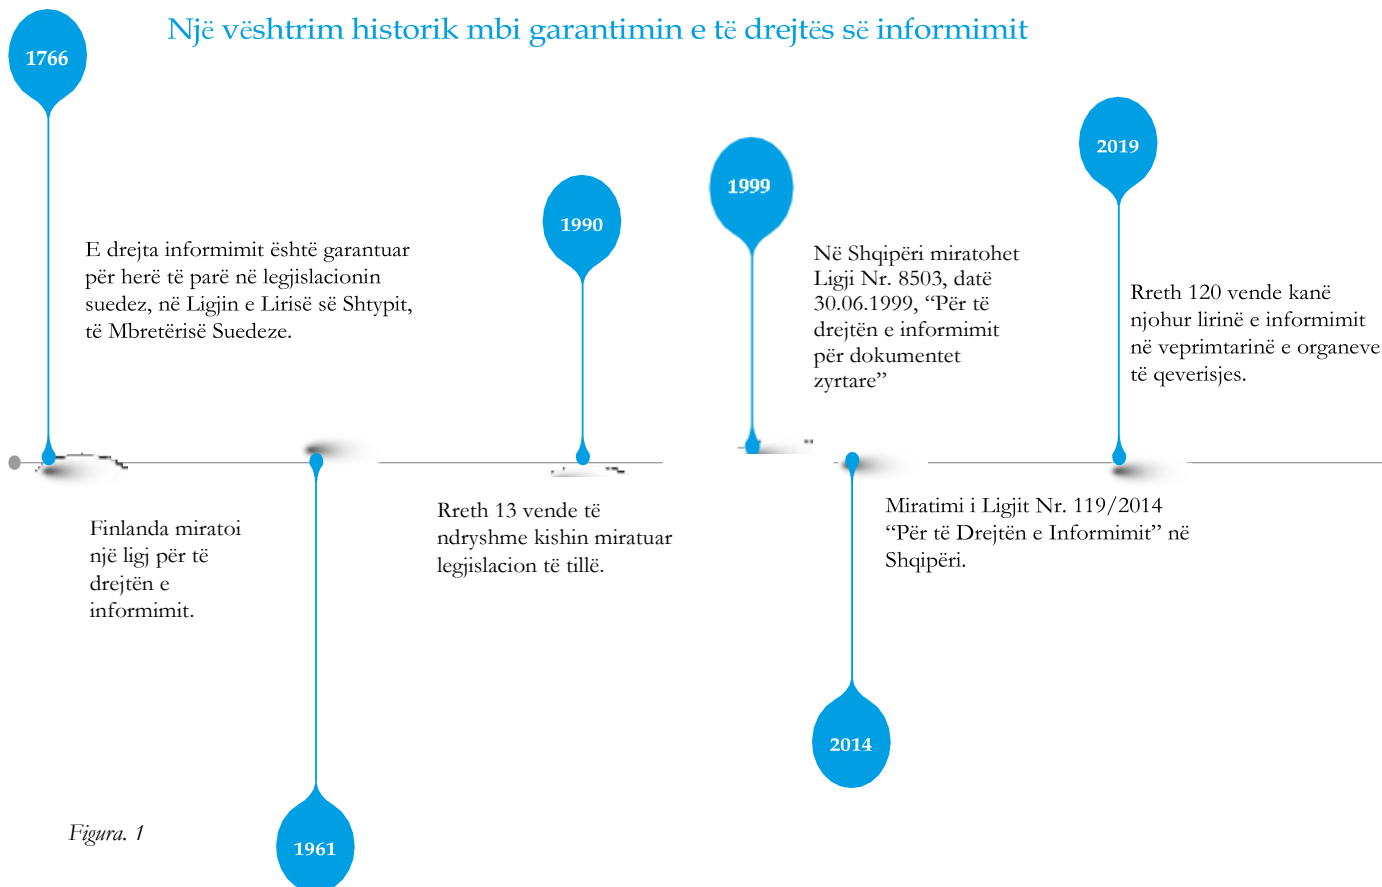 Një vështrim historik mbi garantimin e të drejtës së informimit
1766
E drejta informimit është garantuar
për herë të parë në legjislacionin
suedez, në Ligjin e Lirisë së Shtypit,
të Mbretërisë Suedeze.
Finlanda miratoi
një ligj për të
drejtën e
informimit.
1961
1990
Rreth 13 vende të
ndryshme kishin miratuar
legjislacion të tillë.
1999
Në Shqipëri miratohet
Ligji Nr. 8503, datë
30.06.1999, “Për të
drejtën e informimit
për dokumentet
zyrtare”
2014
Miratimi i Ligjit Nr. 119/2014
“Për të Drejtën e Informimit” në
Shqipëri.
2019
Rreth 120 vende kanë
njohur lirinë e informimit
në veprimtarinë e organeve
të qeverisjes.
Figura. 1